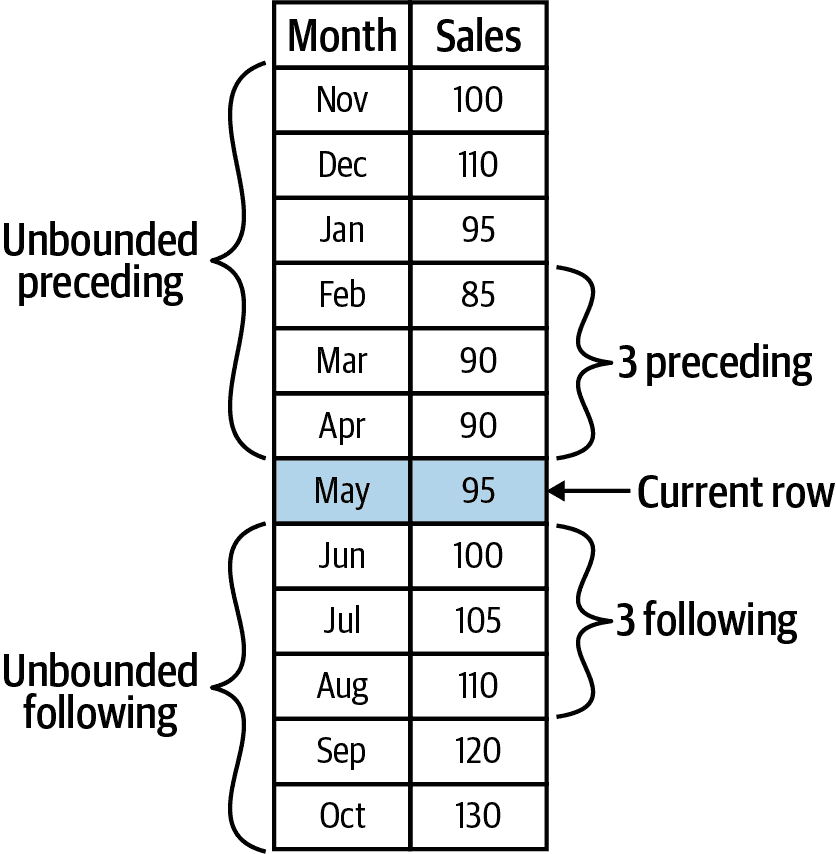 Month Sales
Nov 100
Dec 110
Jan 95
Unbounded
preceding
Feb 85
Mar 90
3 preceding
Apr 90
May 95
Current row
Jun 100
Jul 105
3 following
Unbounded
following
Aug 110
Sep 120
Oct 130